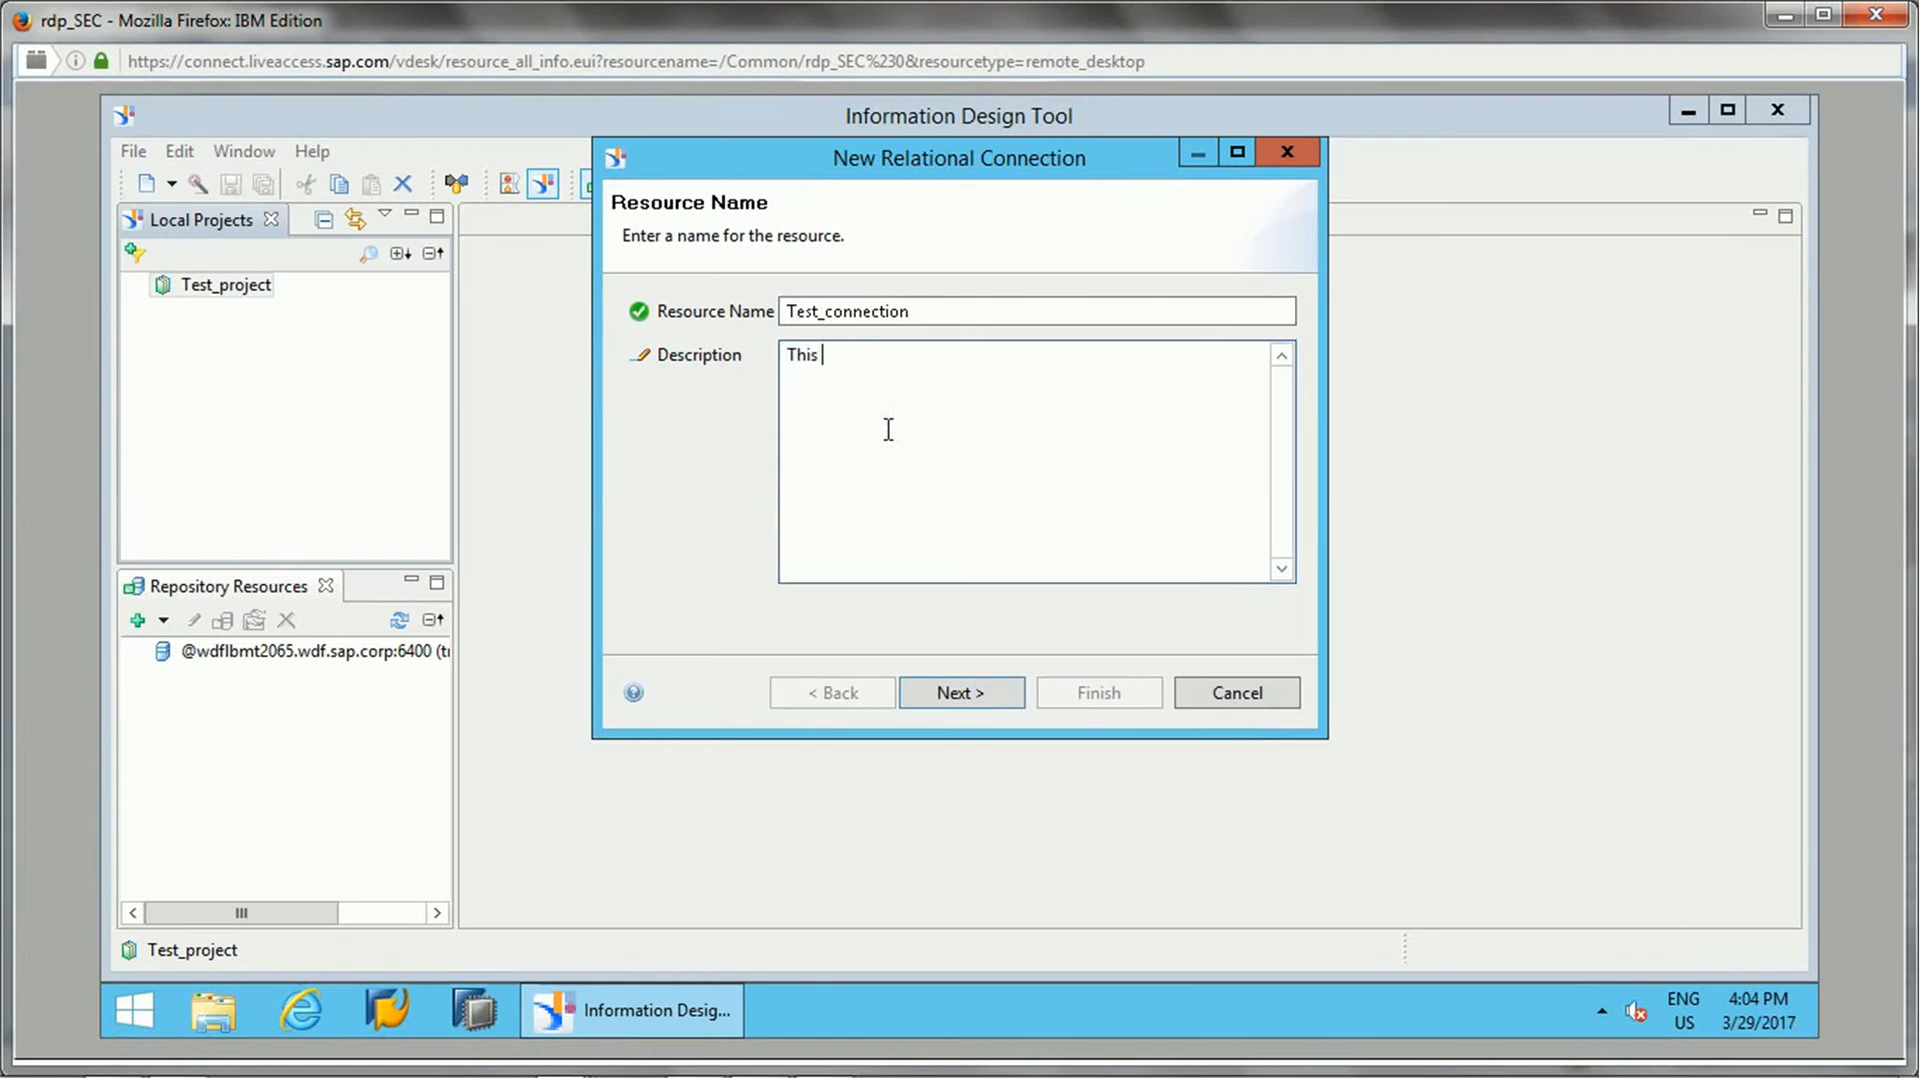 rdp_SEC - Mozilla Firefox: IBM Edition
https://connect.liveaccess.sap.com/vdesk/resource_all_info.eui?resourcename=/Common/rdp_SEC%230&resourcetype=remote_desktop
Information Design Tool
File Edit Window Help
New Relational Connection
Resource Name
Enter a name for the resource.
Local Projects
Test_project
Resource Name Test_connection
Description This
Repository Resources
@wdflbmt2065.wdf.sap.corp:6400 (tr
< Back Next > Finish Cancel
Test_project
Information Desig...
ENG
US
4:04 PM
3/29/2017